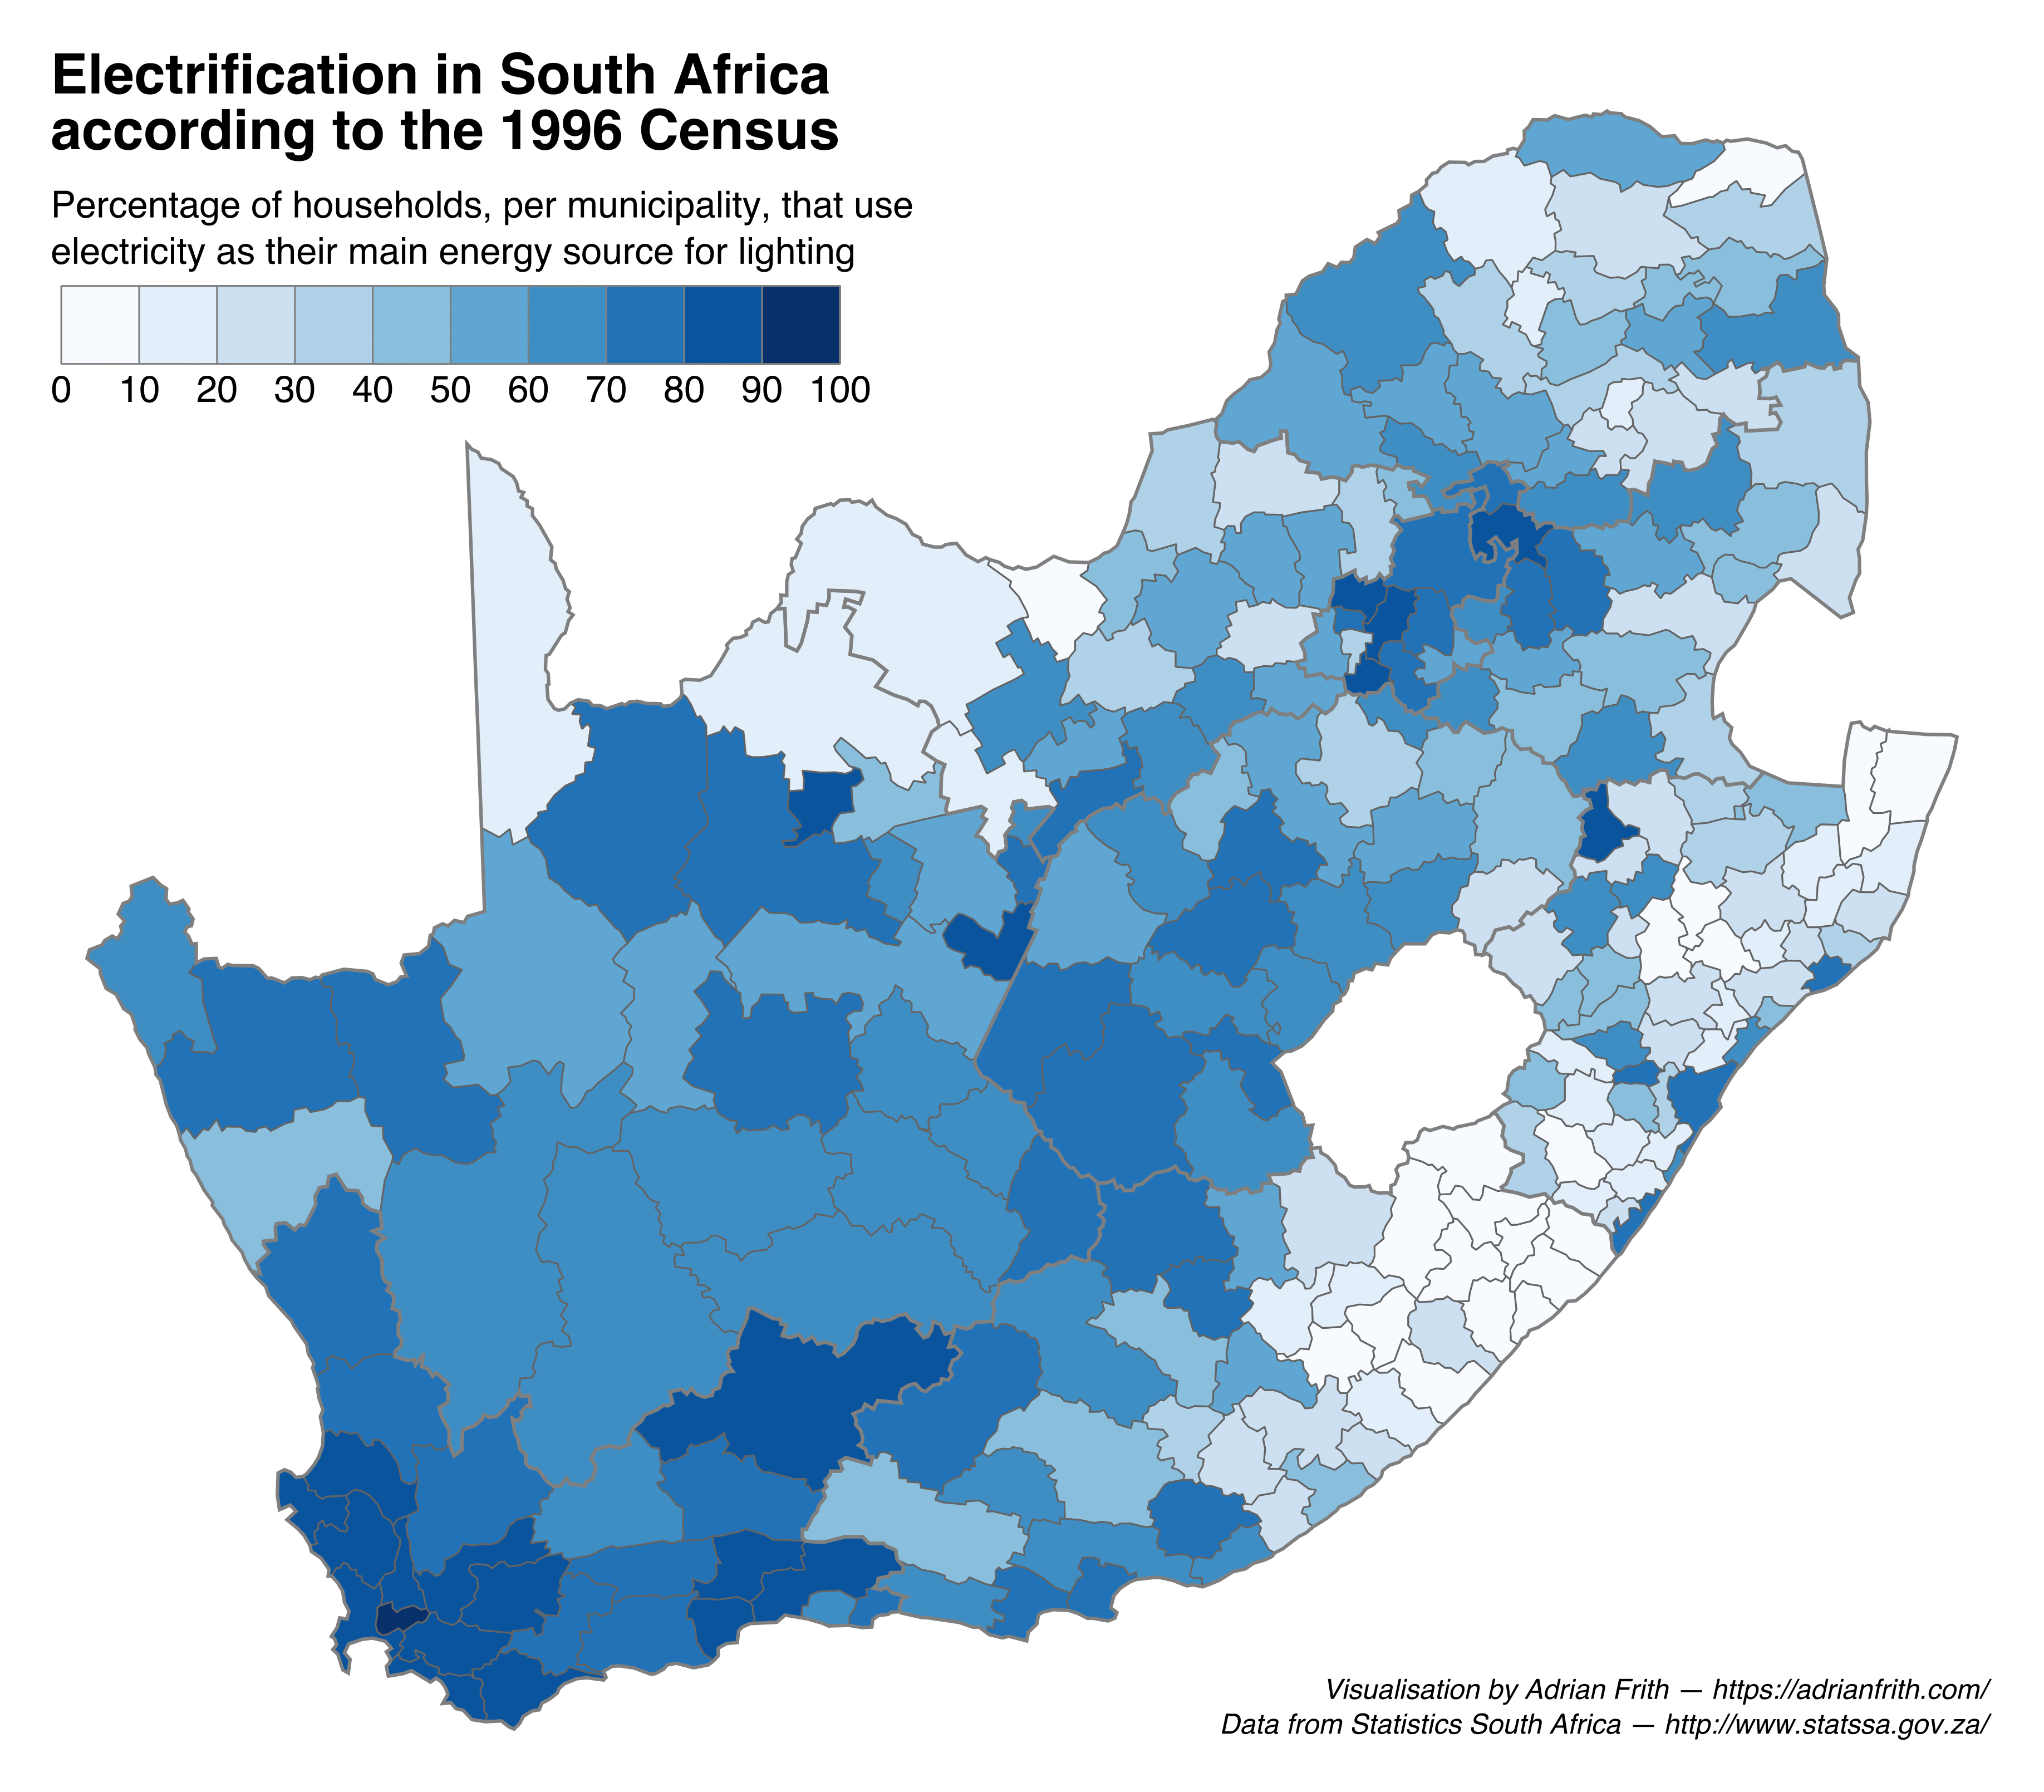 Electrification in South Africa
according to the 1996 Census
Percentage of households, per municipality, that use
electricity as their main energy source for lighting
0 10 20 30 40 50 60 70 80 90 100
Visualisation by Adrian Frith — https://adrianfrith.com/
Data from Statistics South Africa — http://www.statssa.gov.za/